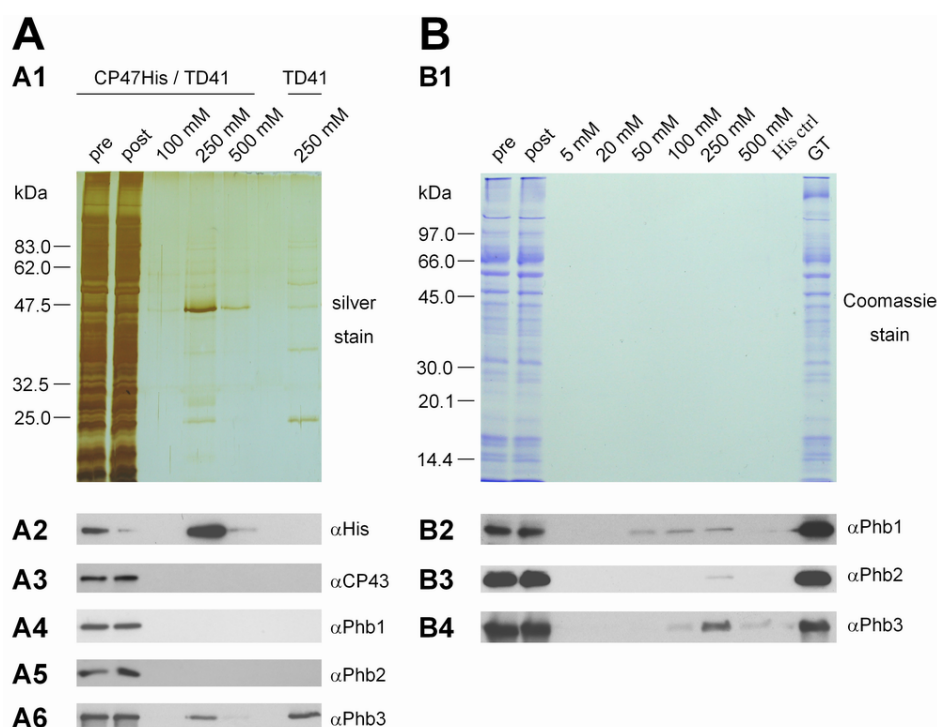 A
A1
CP47His / TD41
TD41
pre
post
100 mM
250 mM
500 mM
250 mM
kDa
83.0
62.0
47.5
32.5
25.0
silver
stain
A2
αHis
A3
αCP43
A4
αPhb1
A5
αPhb2
A6
αPhb3
B
B1
pre
post
5 mM
20 mM
50 mM
100 mM
250 mM
500 mM
His ctrl
GT
kDa
97.0
66.0
45.0
30.0
20.1
14.4
Coomassie
stain
B2
αPhb1
B3
αPhb2
B4
αPhb3